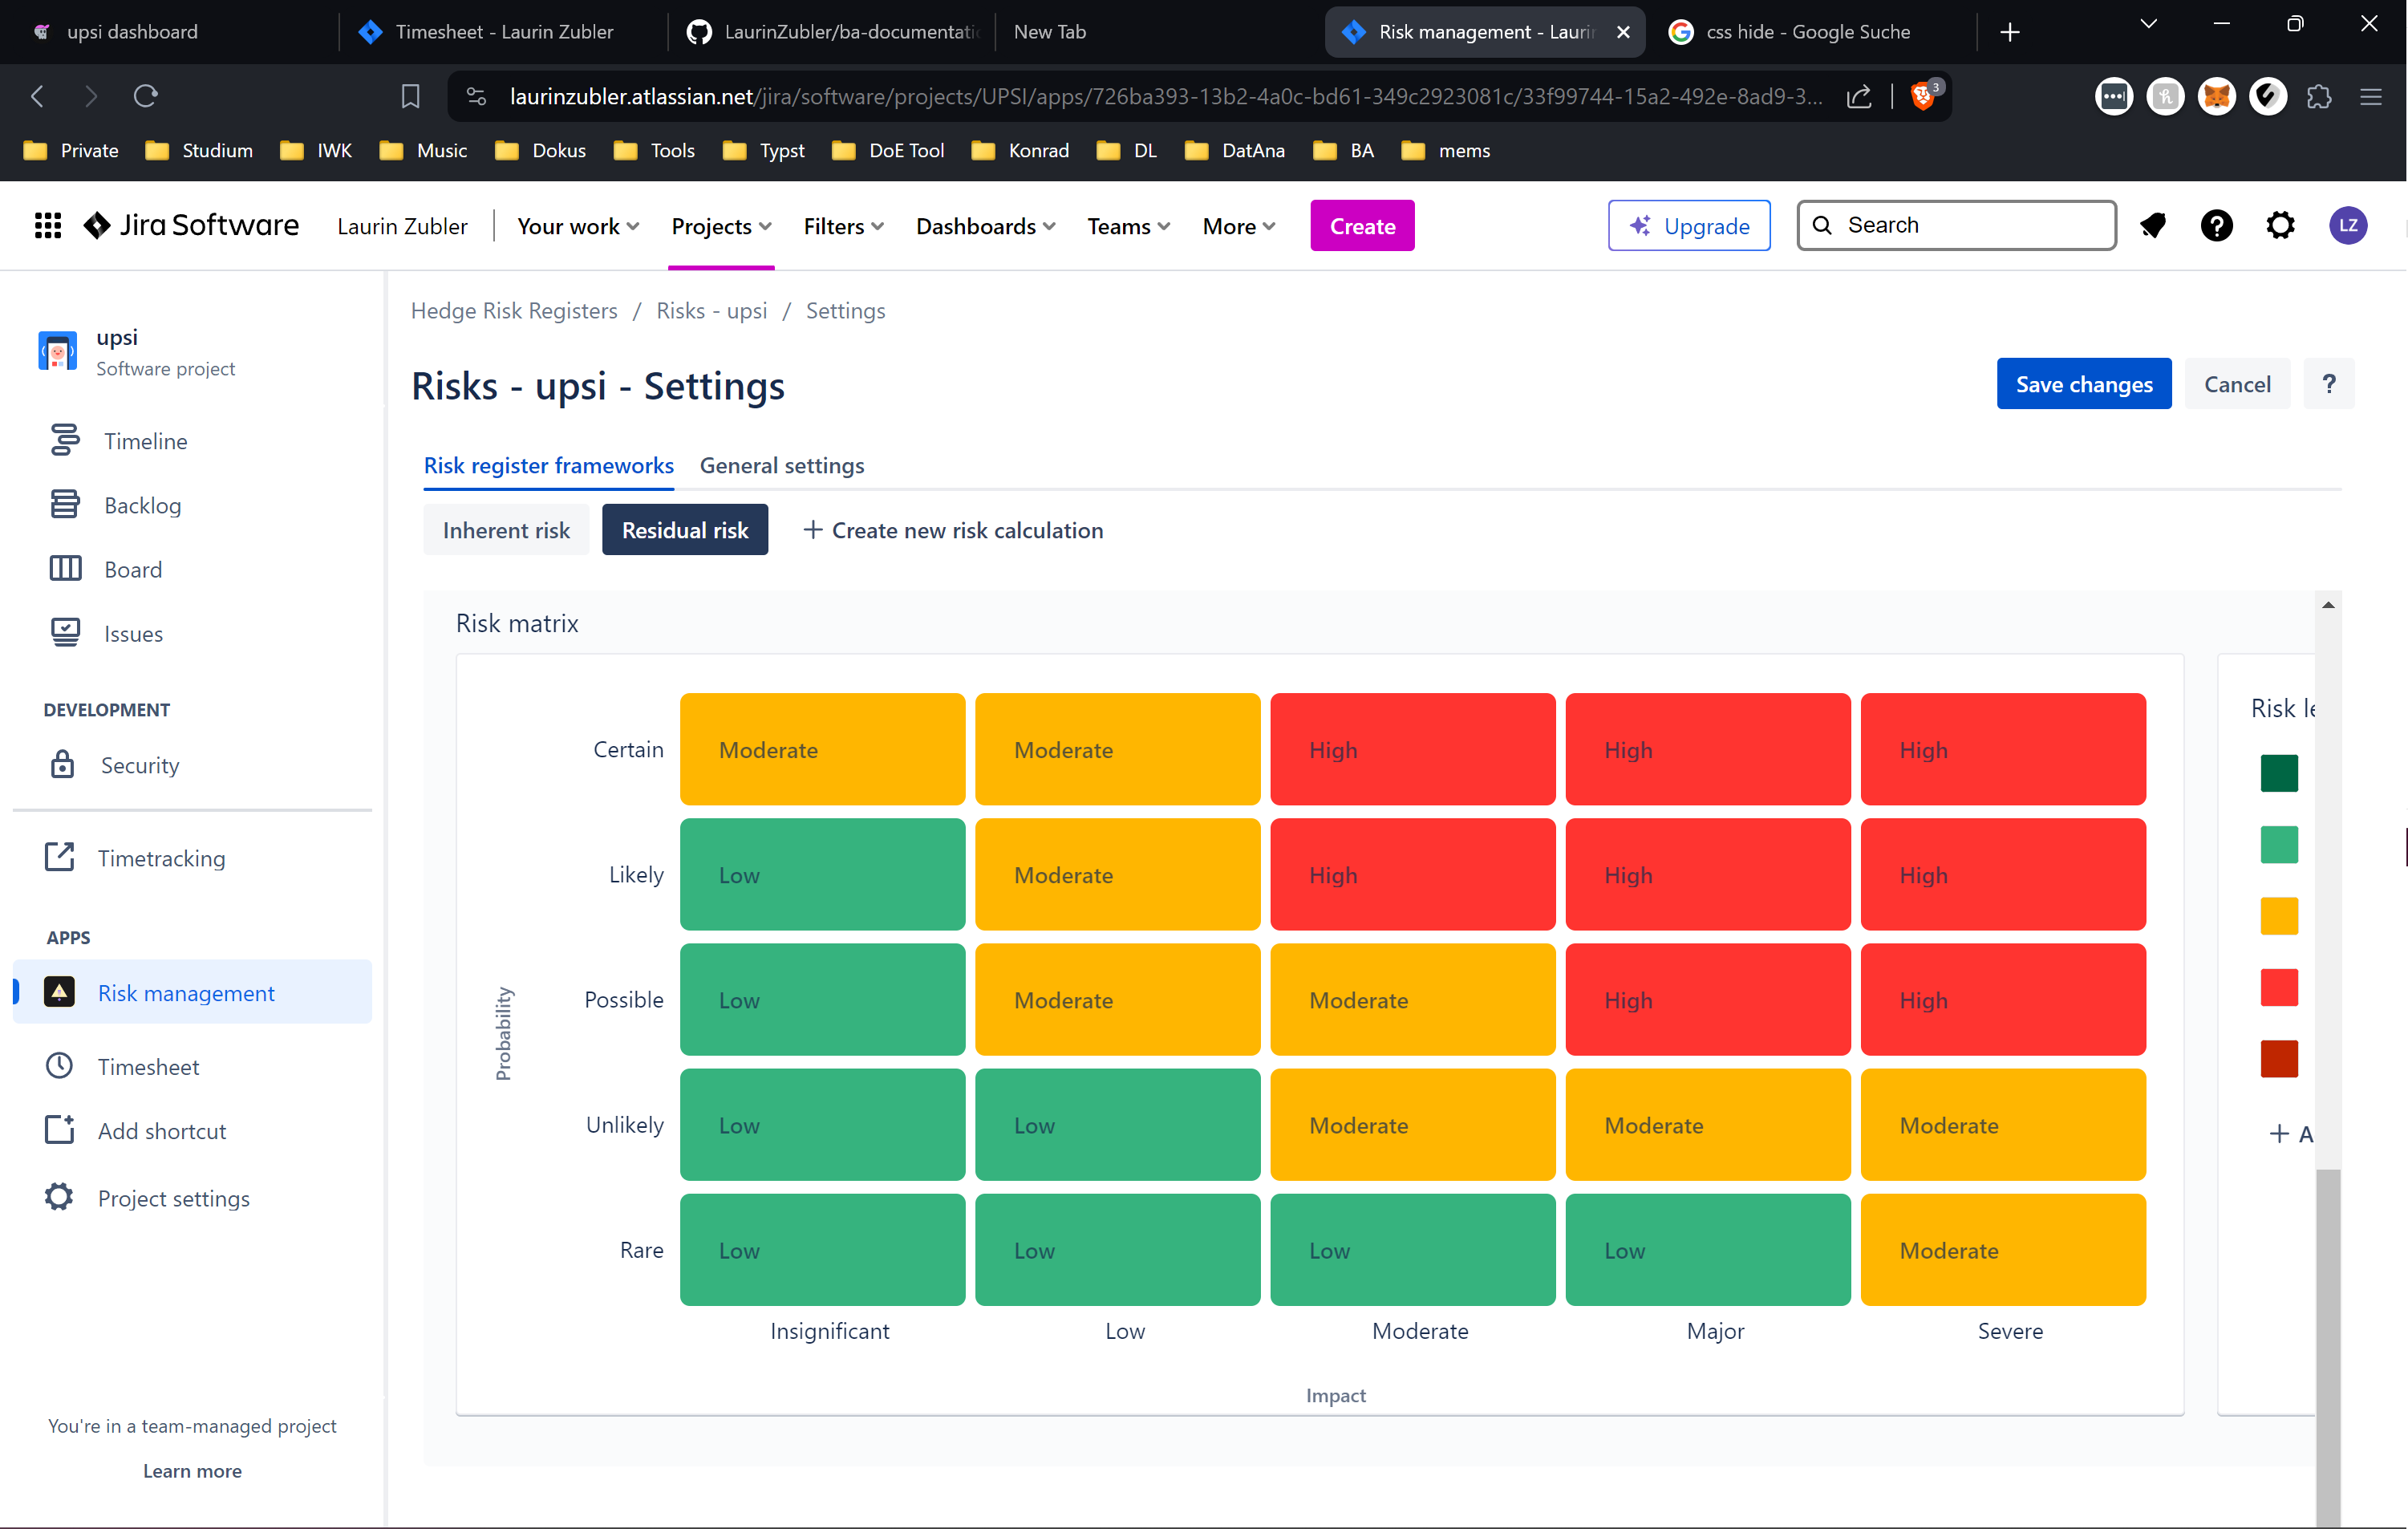 upsi dashboard
Timesheet - Laurin Zubler
LaurinZubler/ba-documentatic
New Tab
Risk management - Laurin
css hide - Google Suche
laurinzubler.atlassian.net/jira/software/projects/UPSI/apps/726ba393-13b2-4a0c-bd61-349c2923081c/33f99744-15a2-492e-8ad9-3...
3
Private Studium IWK Music Dokus Tools Typst DoE Tool Konrad DL DatAna BA mems
Jira Software Laurin Zubler Your work Projects Filters Dashboards Teams More Create Upgrade Search LZ
upsi
Software project
Timeline
Backlog
Board
Issues
DEVELOPMENT
Security
Timetracking
APPS
Risk management
Timesheet
Add shortcut
Project settings
You're in a team-managed project
Learn more
Hedge Risk Registers / Risks - upsi / Settings
Risks - upsi - Settings
Save changes Cancel ?
Risk register frameworks General settings
Inherent risk Residual risk + Create new risk calculation
Risk matrix
Probability
Certain Moderate Moderate High High High
Likely Low Moderate High High High
Possible Low Moderate Moderate High High
Unlikely Low Low Moderate Moderate Moderate
Rare Low Low Low Low Moderate
Insignificant Low Moderate Major Severe
Impact
Risk le
+ A